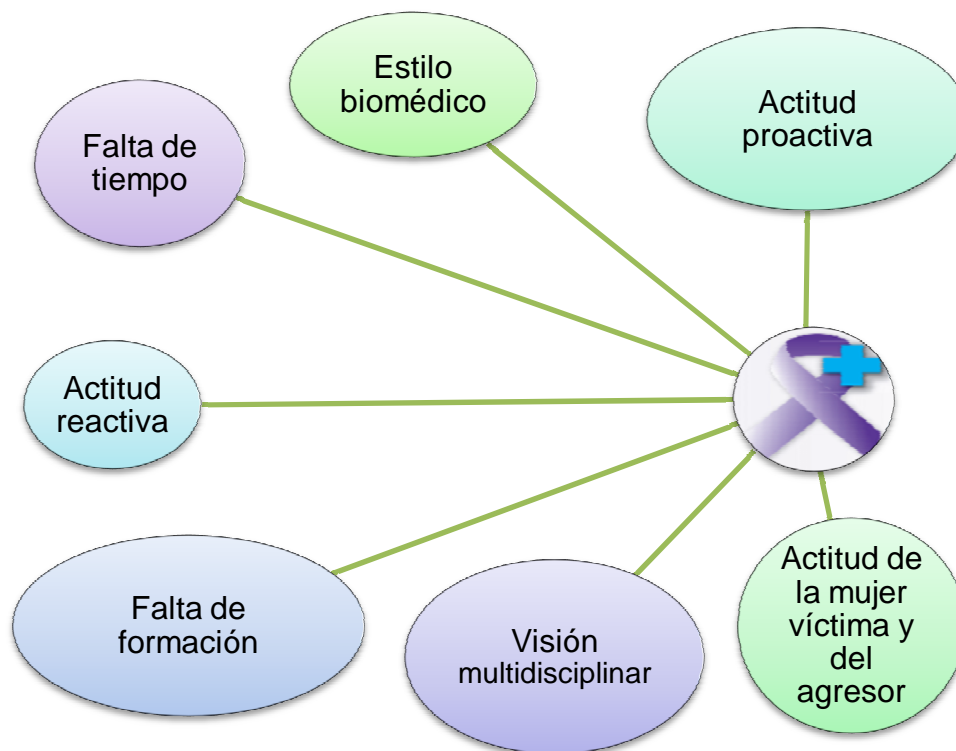 Estilo
biomédico
Actitud
proactiva
Falta de
tiempo
Actitud
reactiva
Falta de
formación
Visión
multidisciplinar
Actitud de
la mujer
víctima y
del
agresor